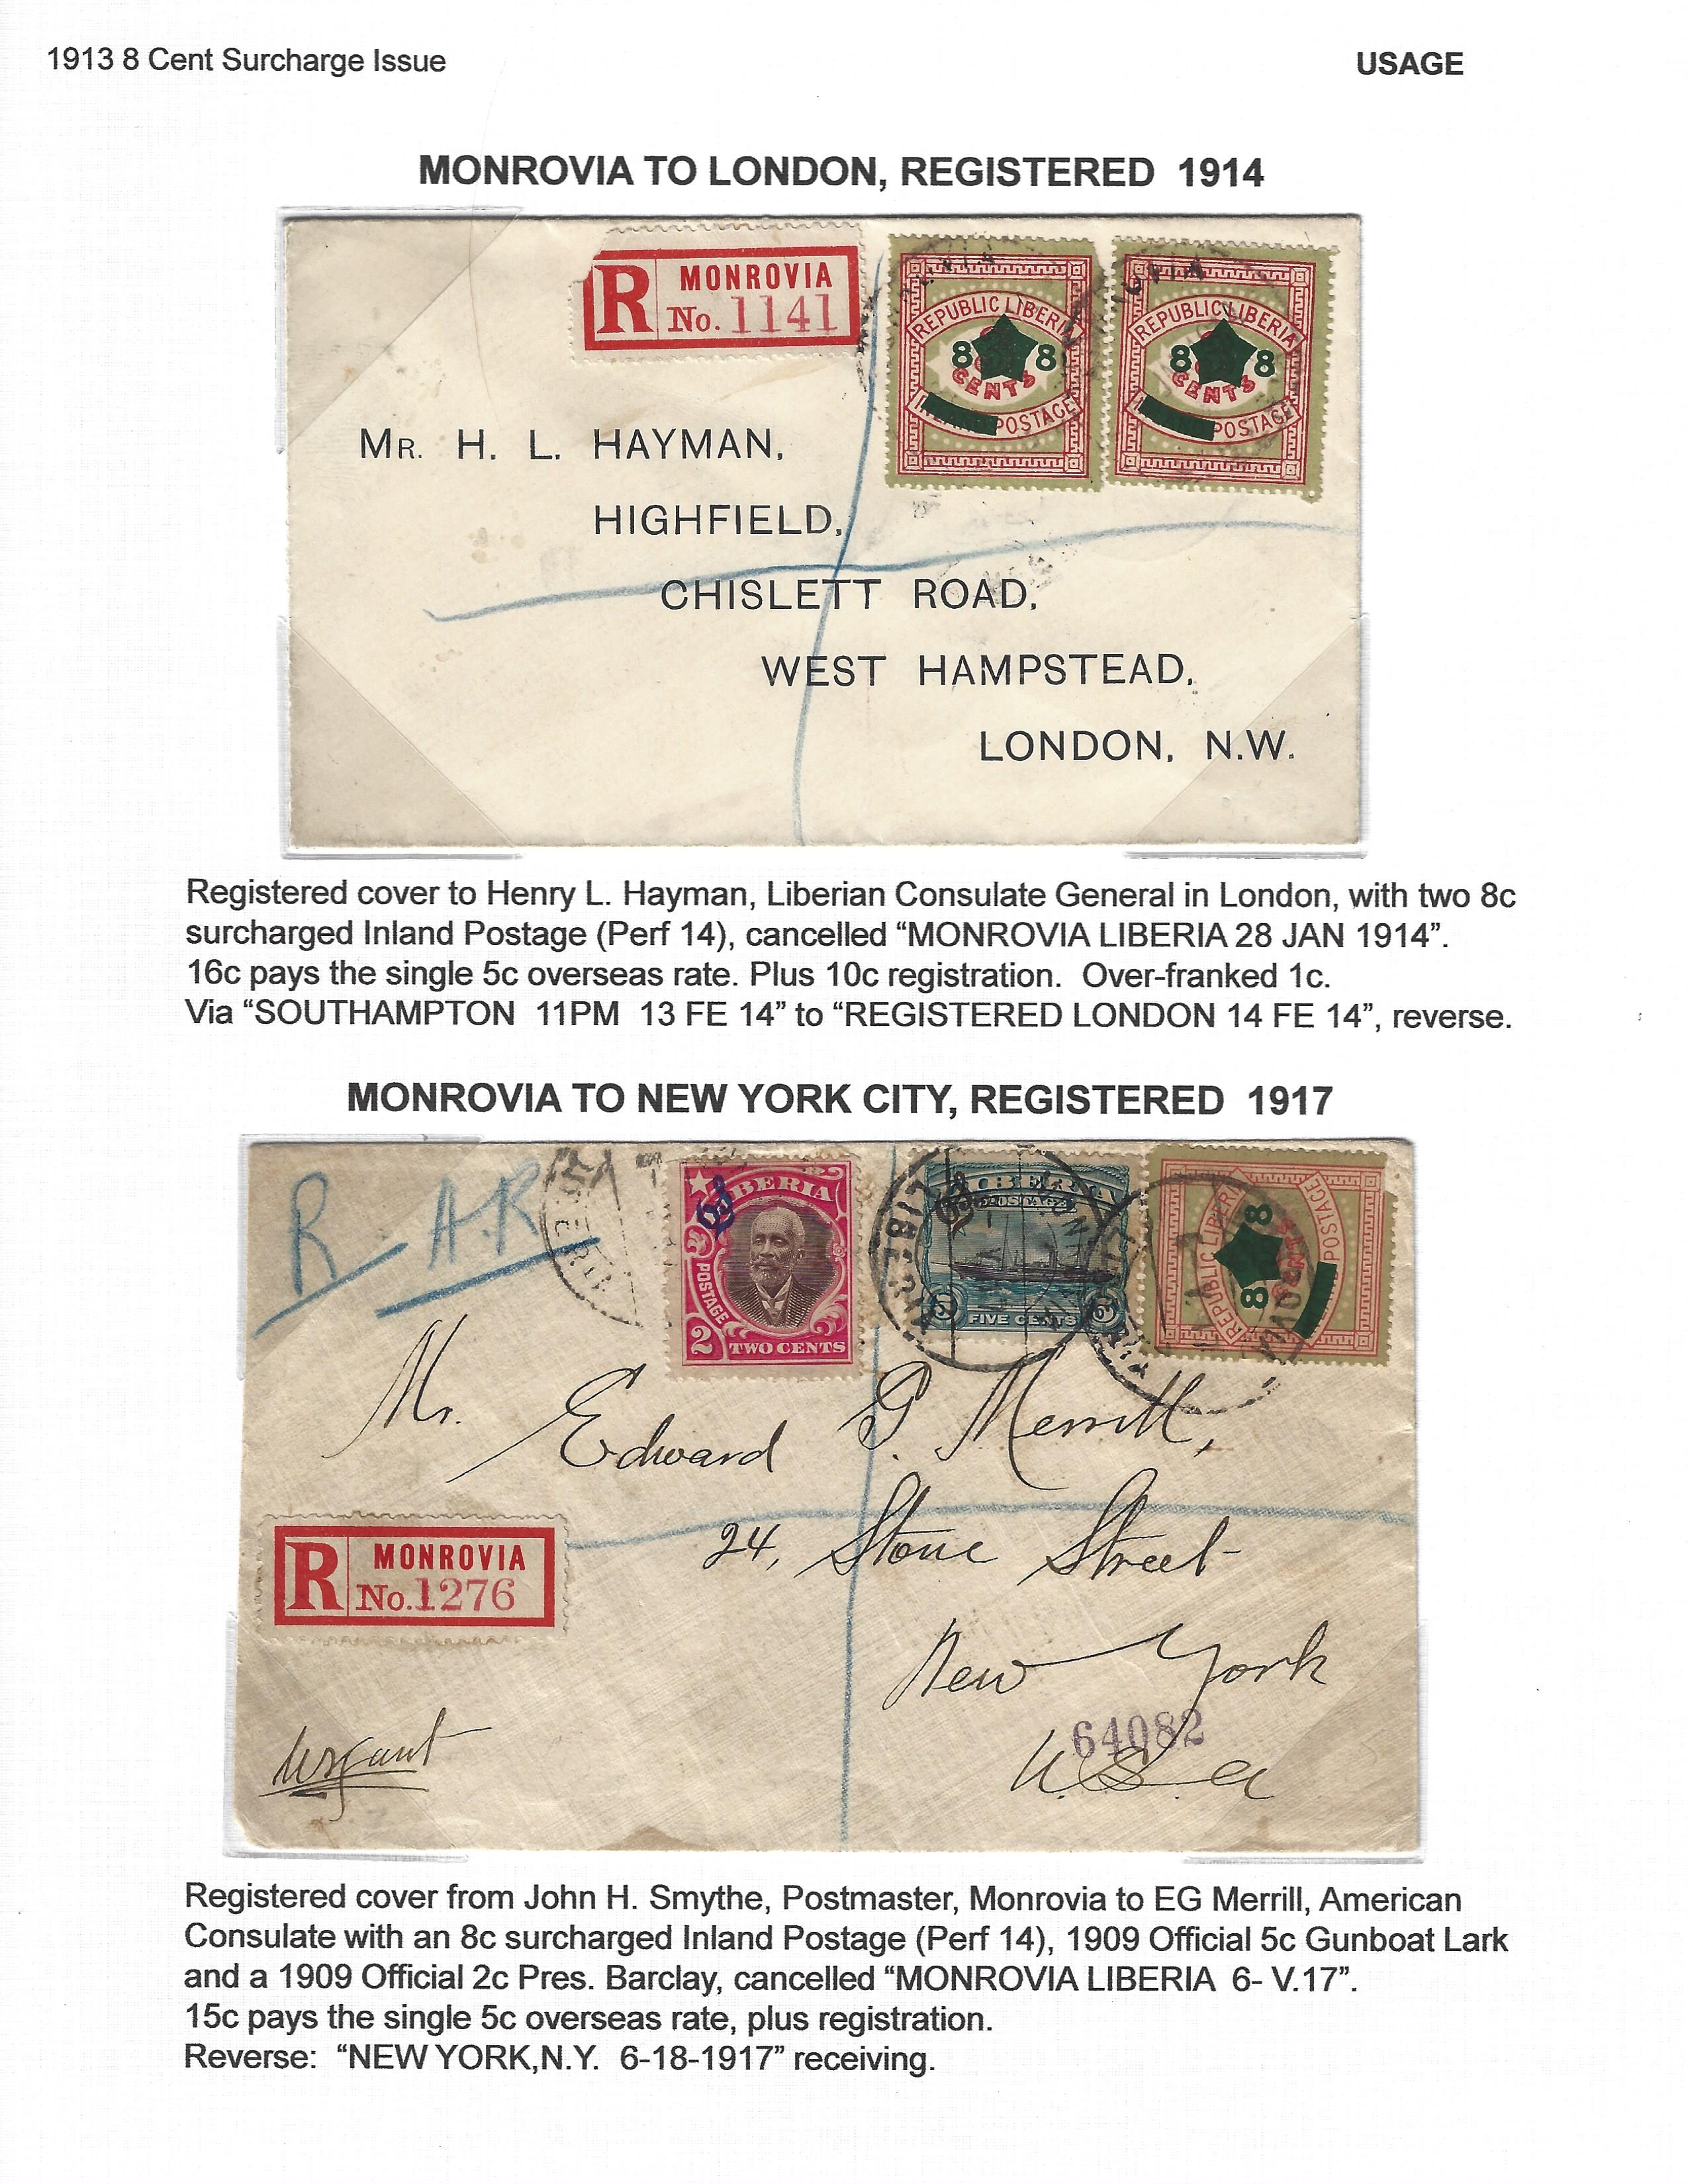 1913 8 Cent Surcharge Issue
USAGE
MONROVIA TO LONDON, REGISTERED 1914
R MONROVIA
No. 1141
REPUBLIC LIBERIA
8 8
CENTS
POSTAGE
REPUBLIC LIBERIA
8 8
CENTS
POSTAGE
MR. H. L. HAYMAN,
HIGHFIELD,
CHISLETT ROAD,
WEST HAMPSTEAD,
LONDON, N.W.
Registered cover to Henry L. Hayman, Liberian Consulate General in London, with two 8c
surcharged Inland Postage (Perf 14), cancelled “MONROVIA LIBERIA 28 JAN 1914”.
16c pays the single 5c overseas rate. Plus 10c registration. Over-franked 1c.
Via “SOUTHAMPTON 11PM 13 FE 14” to “REGISTERED LONDON 14 FE 14”, reverse.
MONROVIA TO NEW YORK CITY, REGISTERED 1917
R A.R
LIBERIA
POSTAGE
2 TWO CENTS
LIBERIA
POSTAGE
5 FIVE CENTS 5
REPUBLIC LIBERIA
8 8
POSTAGE
Mr. Edward G. Merrill,
24, Stone Street
New York
U.S.a
64082
R MONROVIA
No. 1276
Urgent
Registered cover from John H. Smythe, Postmaster, Monrovia to EG Merrill, American
Consulate with an 8c surcharged Inland Postage (Perf 14), 1909 Official 5c Gunboat Lark
and a 1909 Official 2c Pres. Barclay, cancelled “MONROVIA LIBERIA 6- V.17”.
15c pays the single 5c overseas rate, plus registration.
Reverse: “NEW YORK,N.Y. 6-18-1917” receiving.